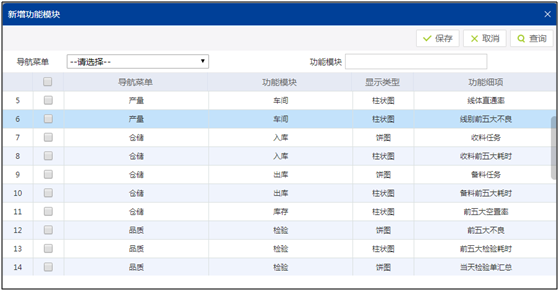 新增功能模块
保存 取消 查询
导航菜单 --请选择-- 功能模块
导航菜单 功能模块 显示类型 功能细项
5 产量 车间 柱状图 线体直通率
6 产量 车间 柱状图 线别前五大不良
7 仓储 入库 饼图 收料任务
8 仓储 入库 柱状图 收料前五大耗时
9 仓储 出库 饼图 备料任务
10 仓储 出库 柱状图 备料前五大耗时
11 仓储 库存 柱状图 前五大空置率
12 品质 检验 饼图 前五大不良
13 品质 检验 柱状图 前五大检验耗时
14 品质 检验 饼图 当天检验单汇总